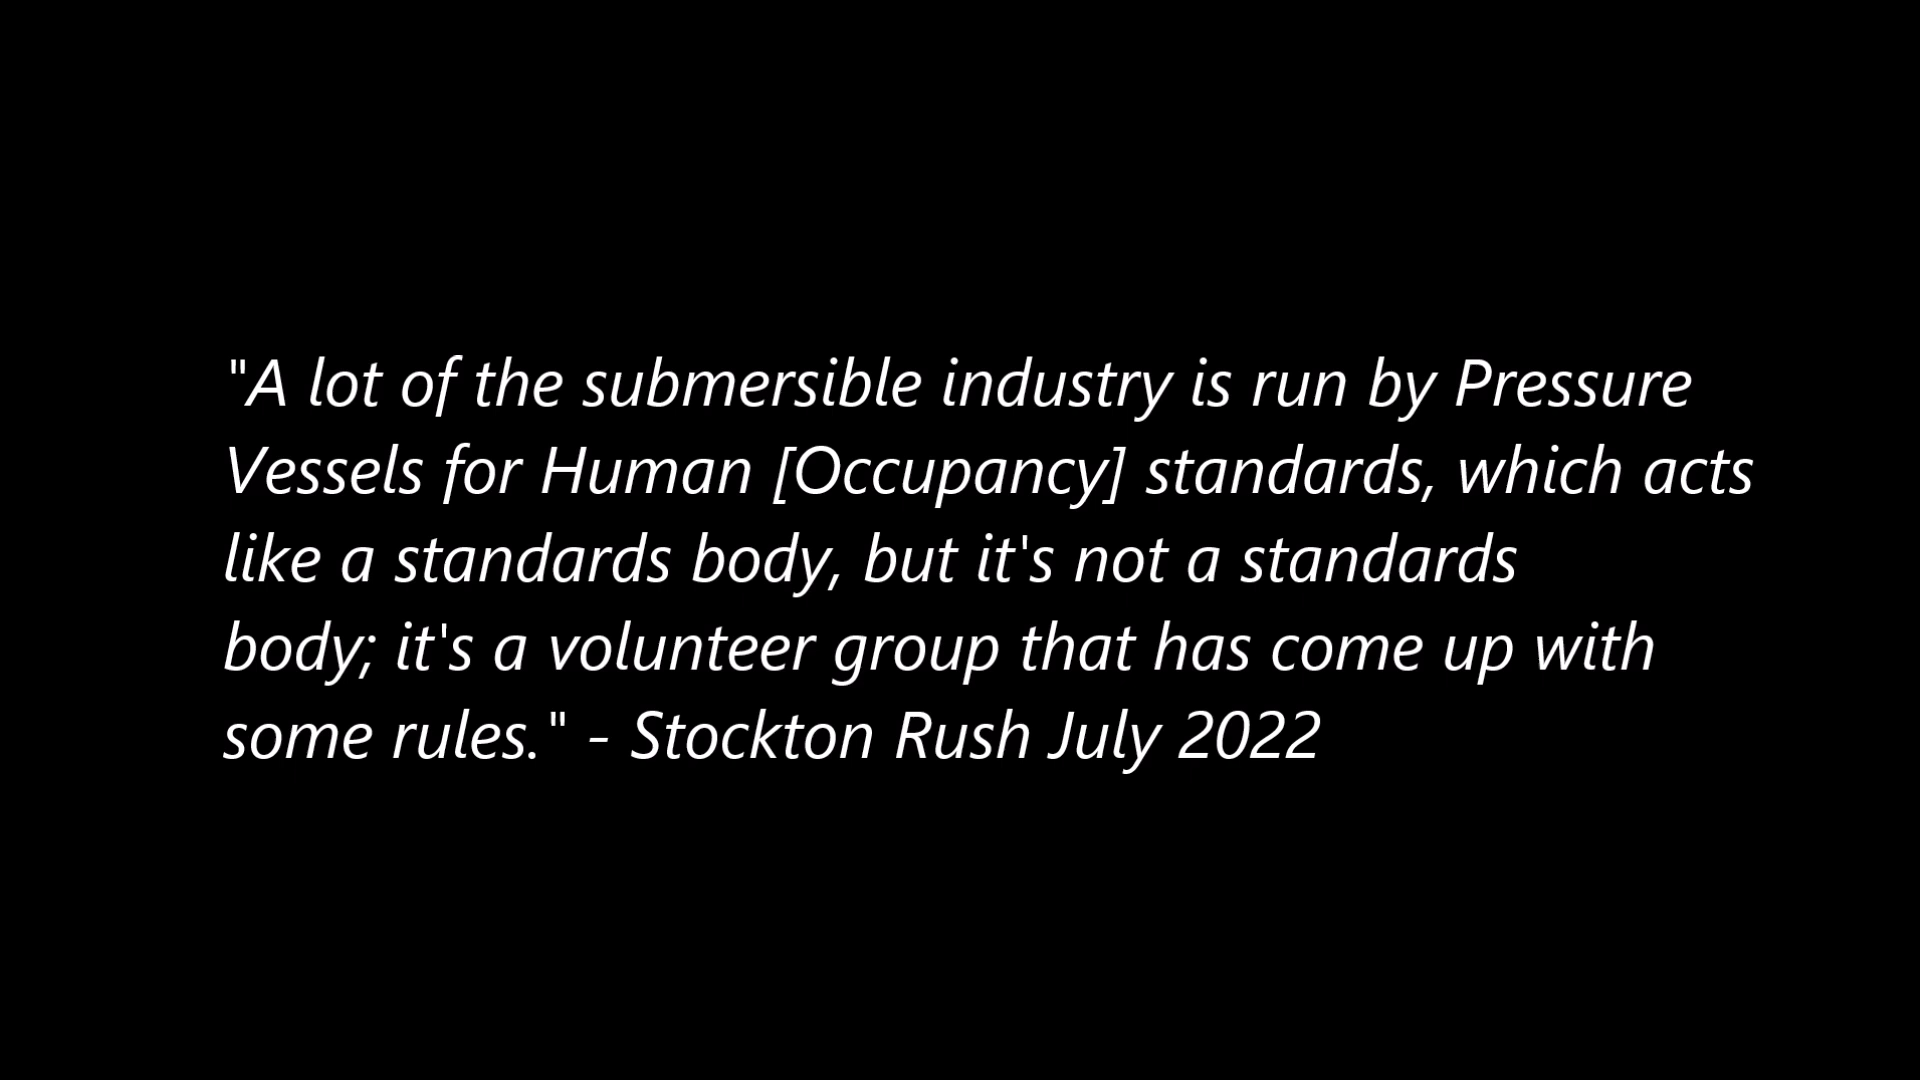 "A lot of the submersible industry is run by Pressure
Vessels for Human [Occupancy] standards, which acts
like a standards body, but it's not a standards
body; it's a volunteer group that has come up with
some rules." - Stockton Rush July 2022